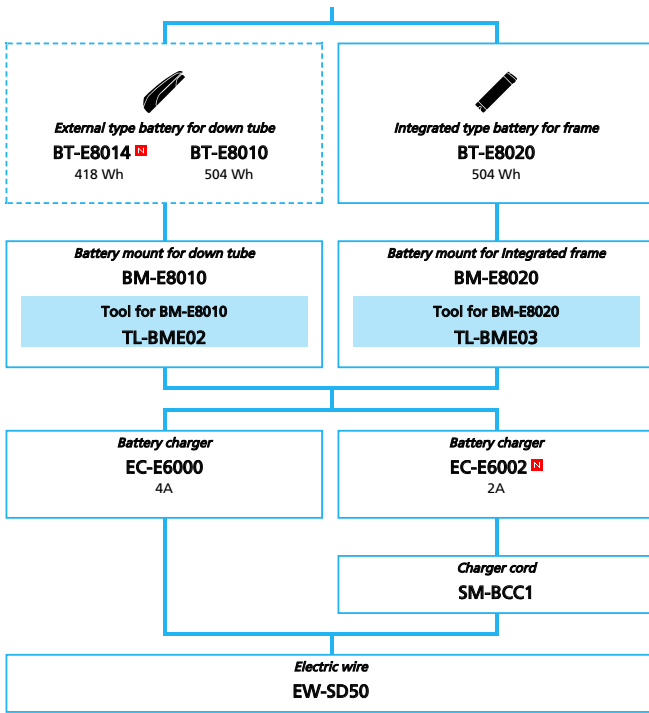 External type battery for down tube
BT-E8014 N BT-E8010
418 Wh 504 Wh
Integrated type battery for frame
BT-E8020
504 Wh
Battery mount for down tube
BM-E8010
Tool for BM-E8010
TL-BME02
Battery mount for Integrated frame
BM-E8020
Tool for BM-E8020
TL-BME03
Battery charger
EC-E6000
4A
Battery charger
EC-E6002 N
2A
Charger cord
SM-BCC1
Electric wire
EW-SD50